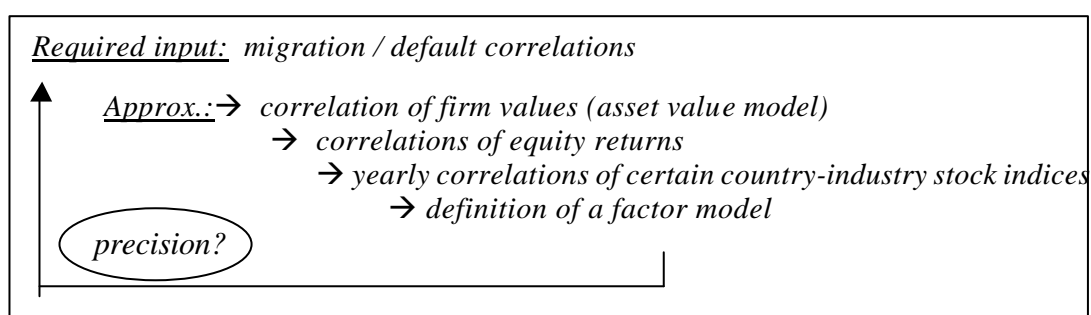 Required input: migration / default correlations
Approx.:→ correlation of firm values (asset value model)
→ correlations of equity returns
→ yearly correlations of certain country-industry stock indices
→ definition of a factor model
precision?